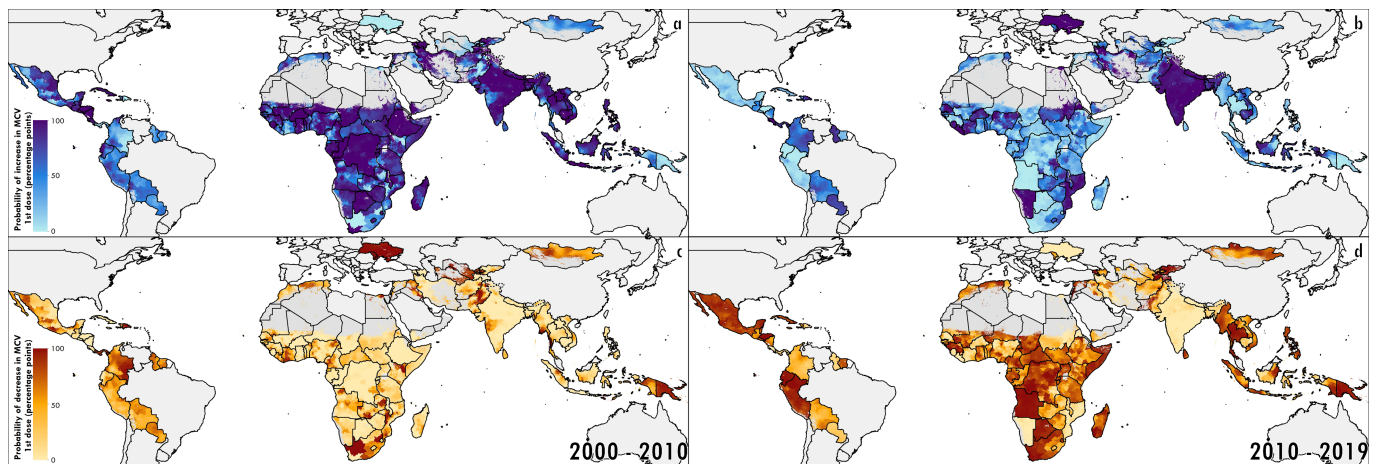 a
b
Probability of increase in MCV
1st dose (percentage points)
100
50
0
c
d
Probability of decrease in MCV
1st dose (percentage points)
100
50
0
2000 - 2010
2010 - 2019